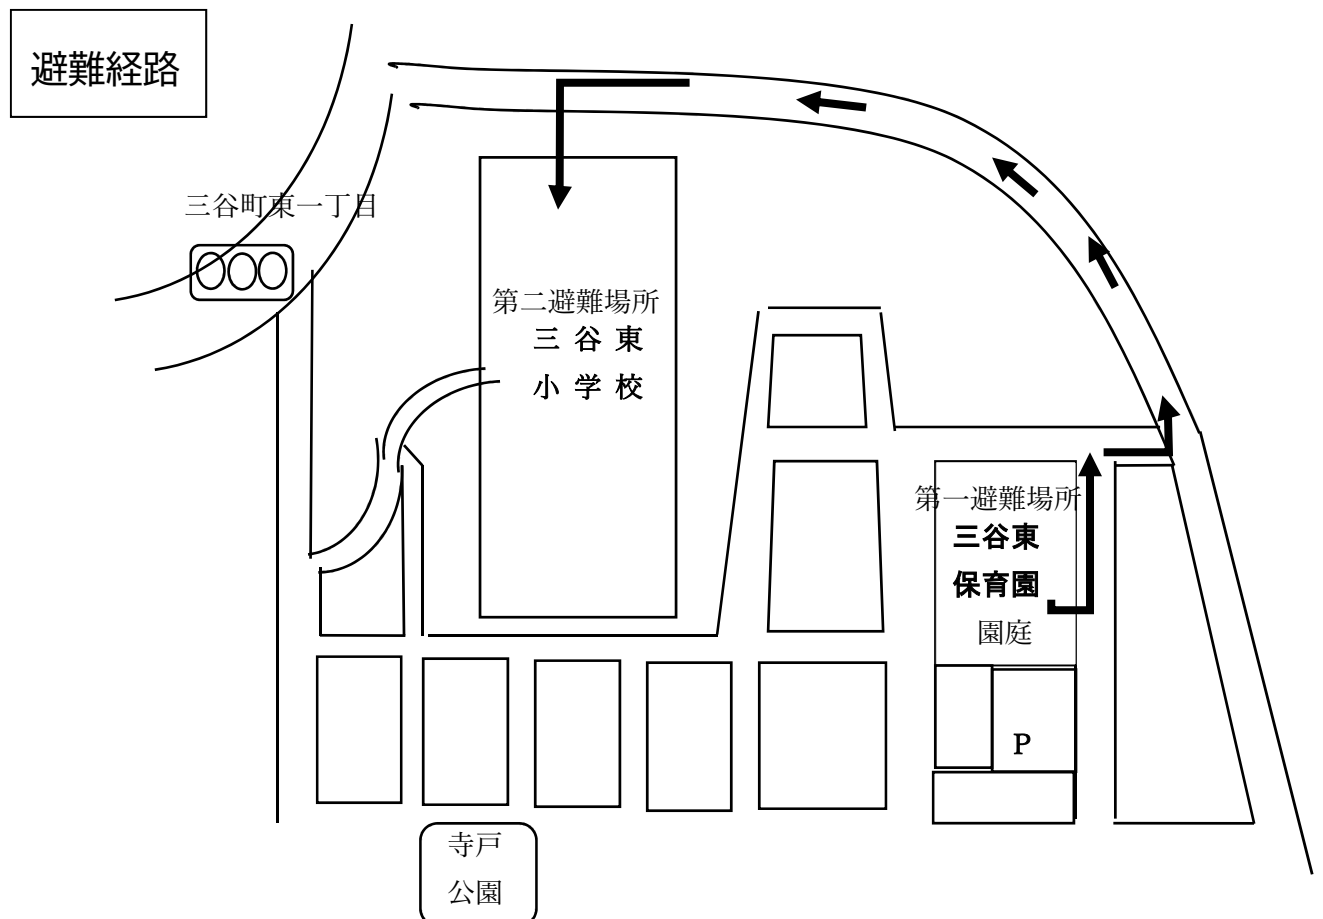 避難経路
三谷町東一丁目
第二避難場所
三谷東
小学校
第一避難場所
三谷東
保育園
園庭
P
寺戸
公園